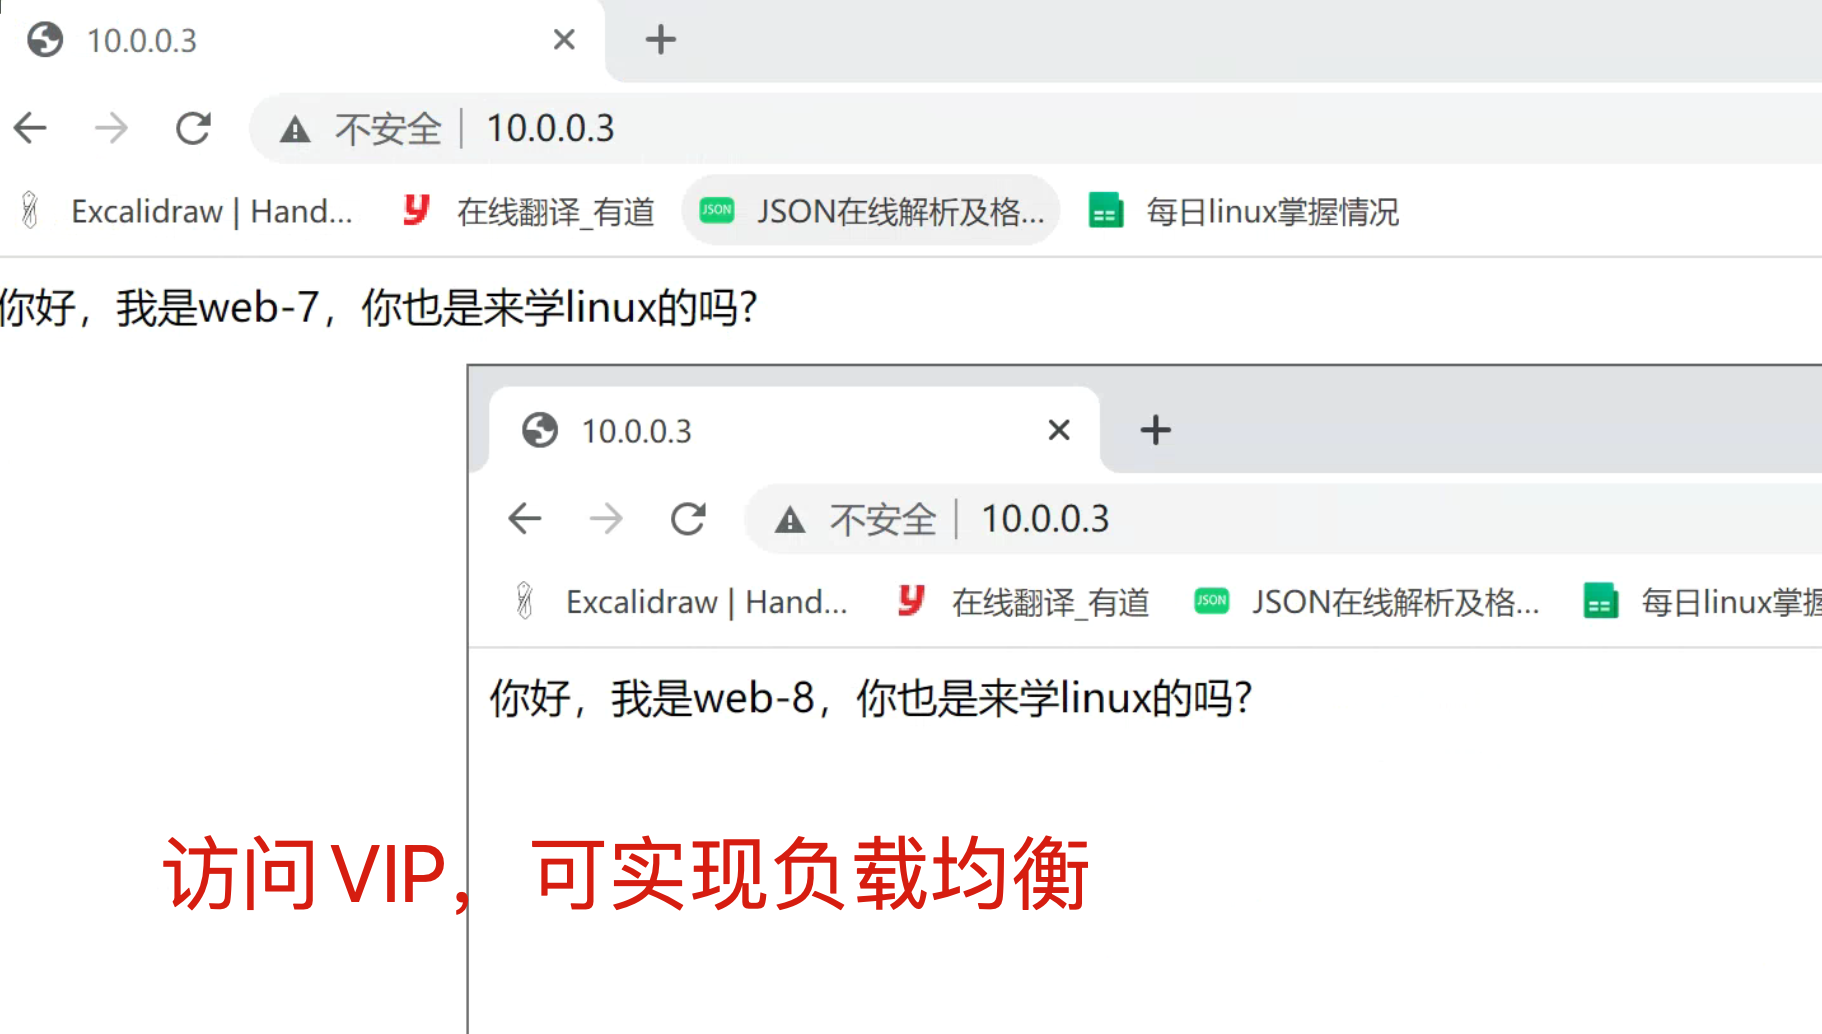 10.0.0.3
不安全 10.0.0.3
Excalidraw | Hand... 在线翻译_有道 JSON JSON在线解析及格... 每日linux掌握情况
你好，我是web-7，你也是来学linux的吗？
10.0.0.3
不安全 10.0.0.3
Excalidraw | Hand... 在线翻译_有道 JSON JSON在线解析及格... 每日linux掌握
你好，我是web-8，你也是来学linux的吗？
访问VIP，可实现负载均衡